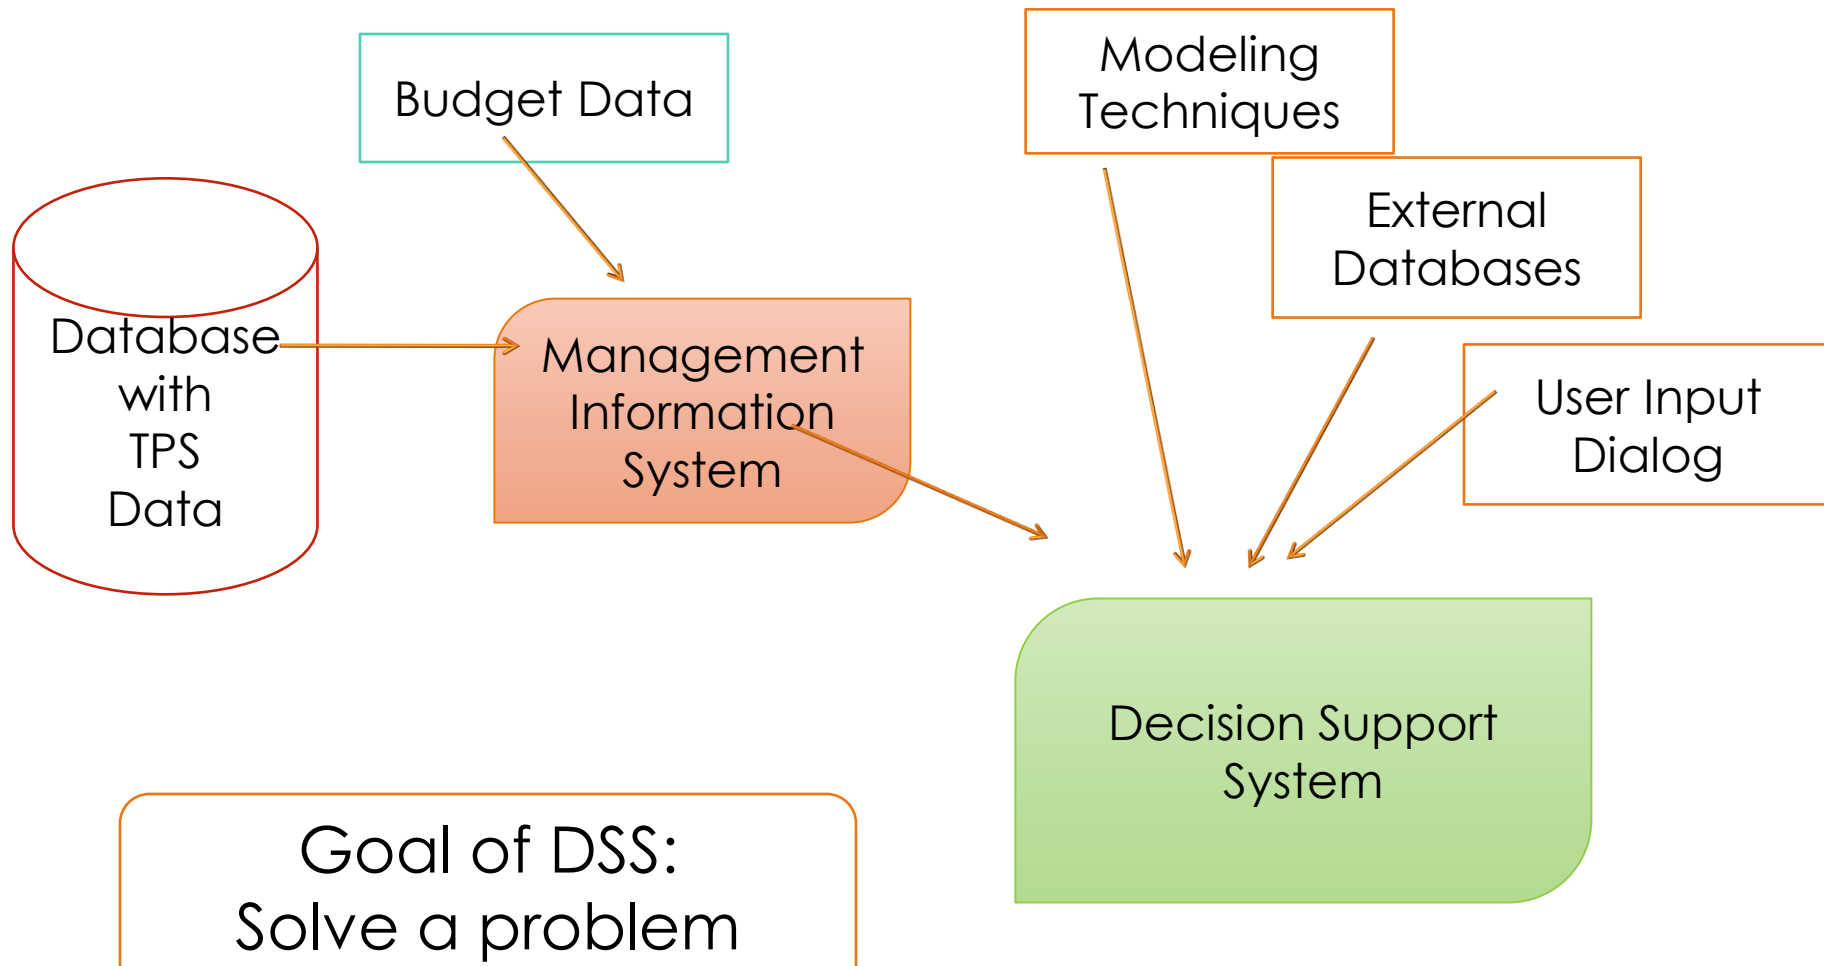 Budget Data
Modeling
Techniques
External
Databases
User Input
Dialog
Database
with
TPS
Data
Management
Information
System
Decision Support
System
Goal of DSS:
Solve a problem